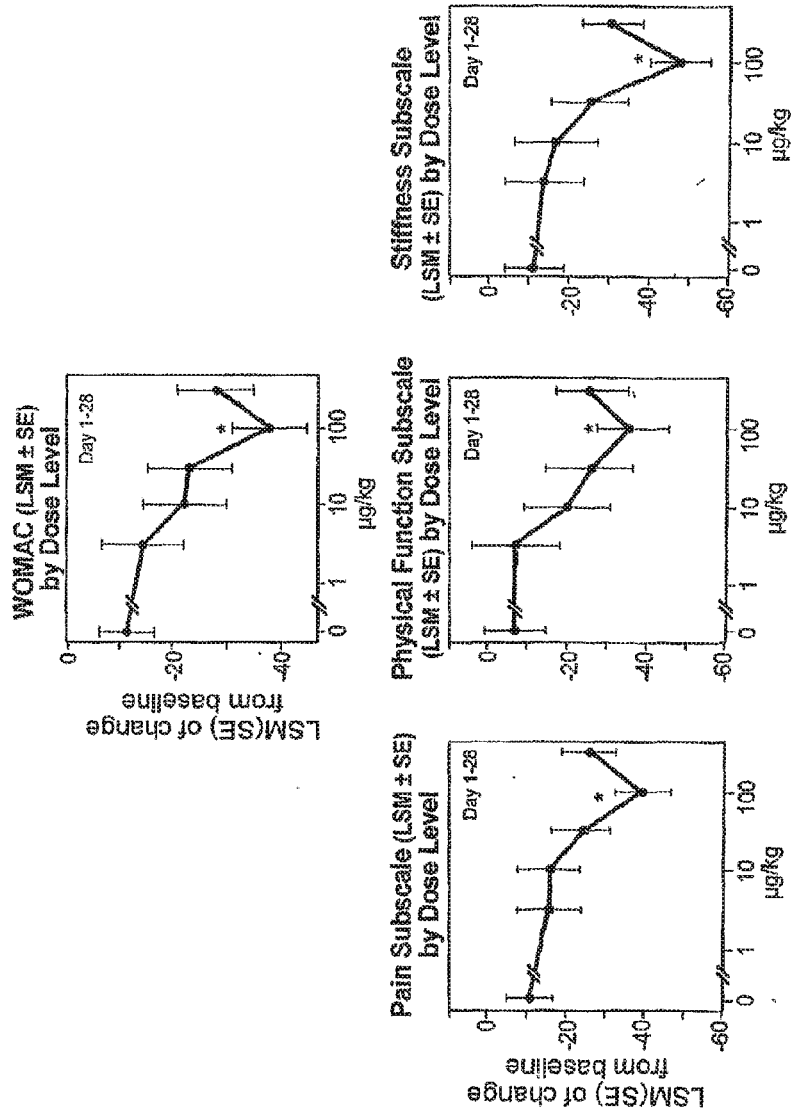 WOMAC (LSM ± SE)
by Dose Level
LSM(SE) of change
from baseline
0
-20
-40
Day 1-28
*
0
1
10
100
µg/kg
Pain Subscale (LSM ± SE)
by Dose Level
LSM(SE) of change
from baseline
0
-20
-40
-60
Day 1-28
*
0
1
10
100
µg/kg
Physical Function Subscale
(LSM ± SE) by Dose Level
0
-20
-40
-60
Day 1-28
*
0
1
10
100
µg/kg
Stiffness Subscale
(LSM ± SE) by Dose Level
0
-20
-40
-60
Day 1-28
*
0
1
10
100
µg/kg